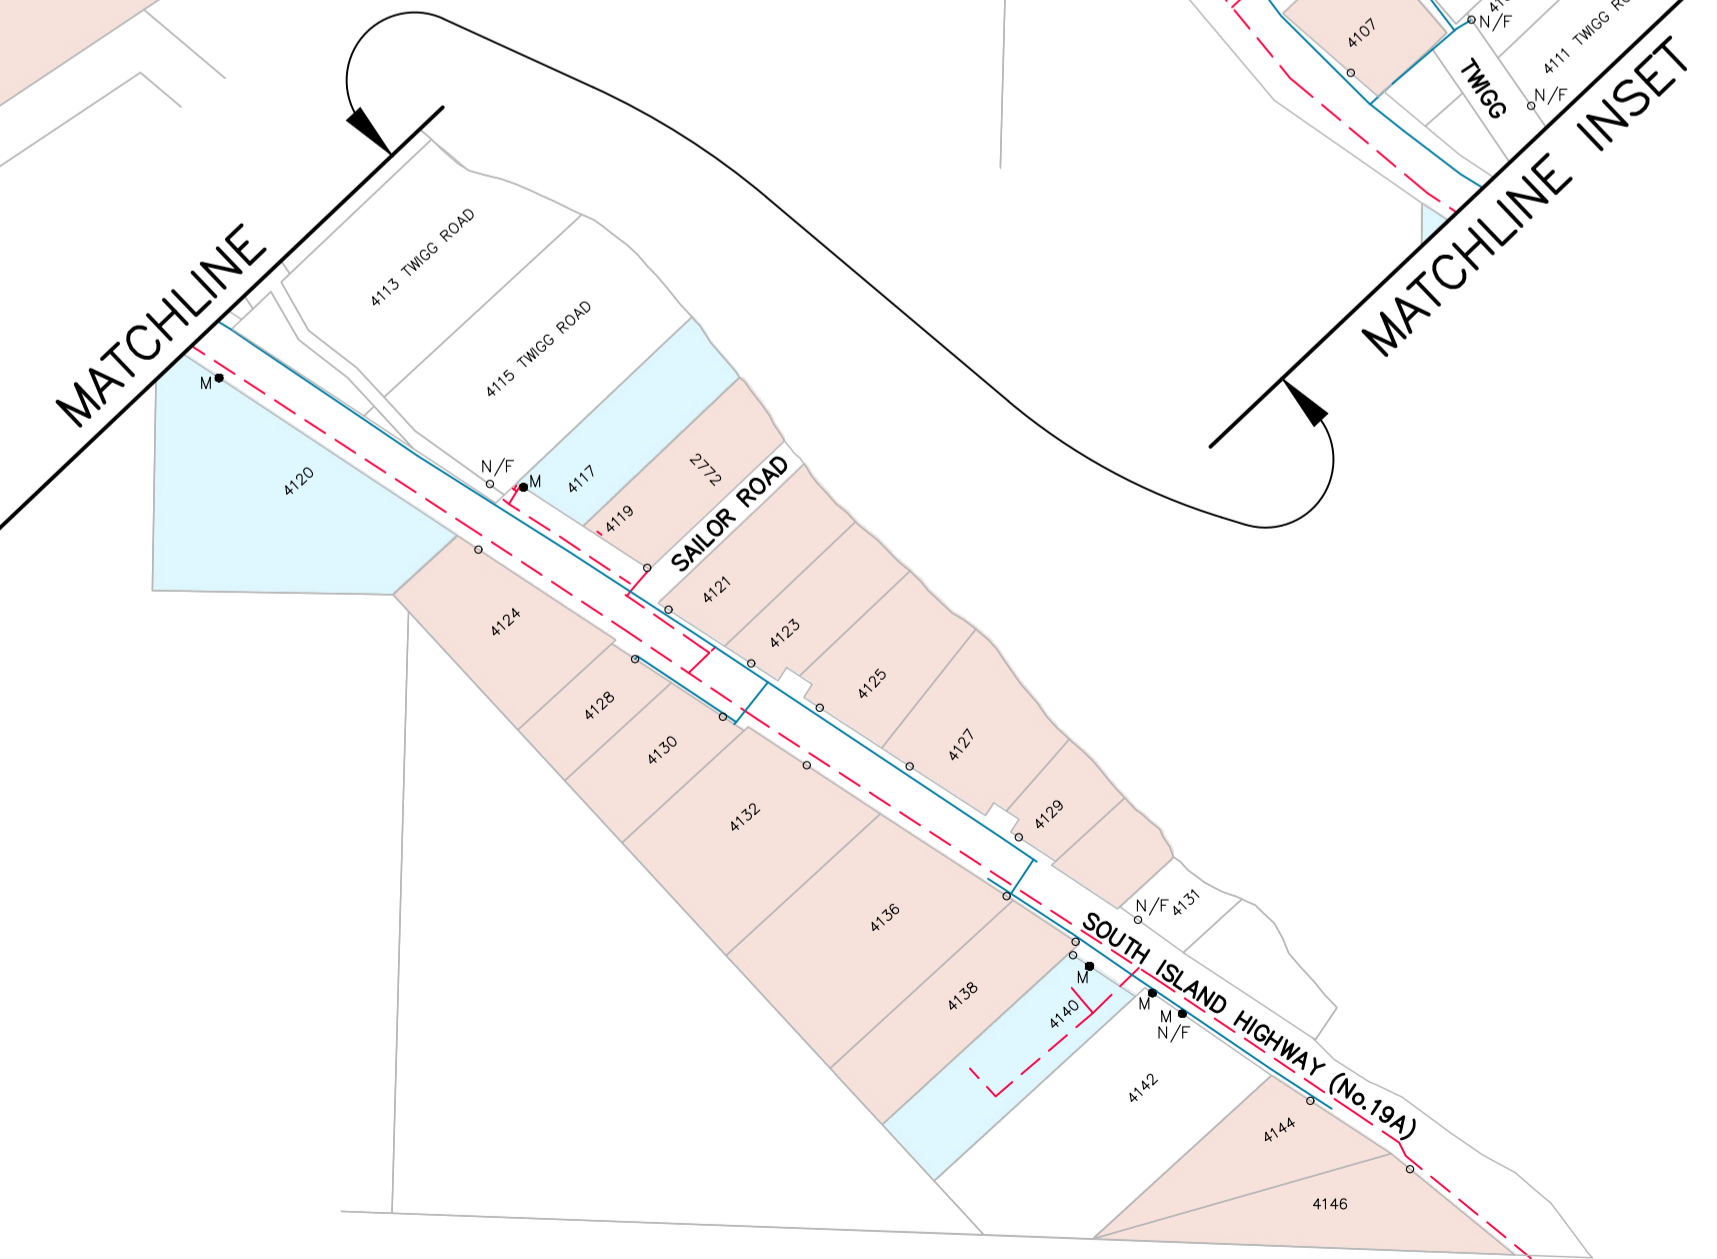 4107
410
N/F
4111 TWIGG RO
TWIGG
N/F
MATCHLINE INSET
MATCHLINE
4113 TWIGG ROAD
4115 TWIGG ROAD
M
4120
N/F
M
4117
2772
4119
SAILOR ROAD
4121
4124
4123
4128
4125
4130
4127
4132
4129
N/F
4131
4136
SOUTH ISLAND HIGHWAY (No.19A)
M
4138
4140
M
M
N/F
4142
4144
4146